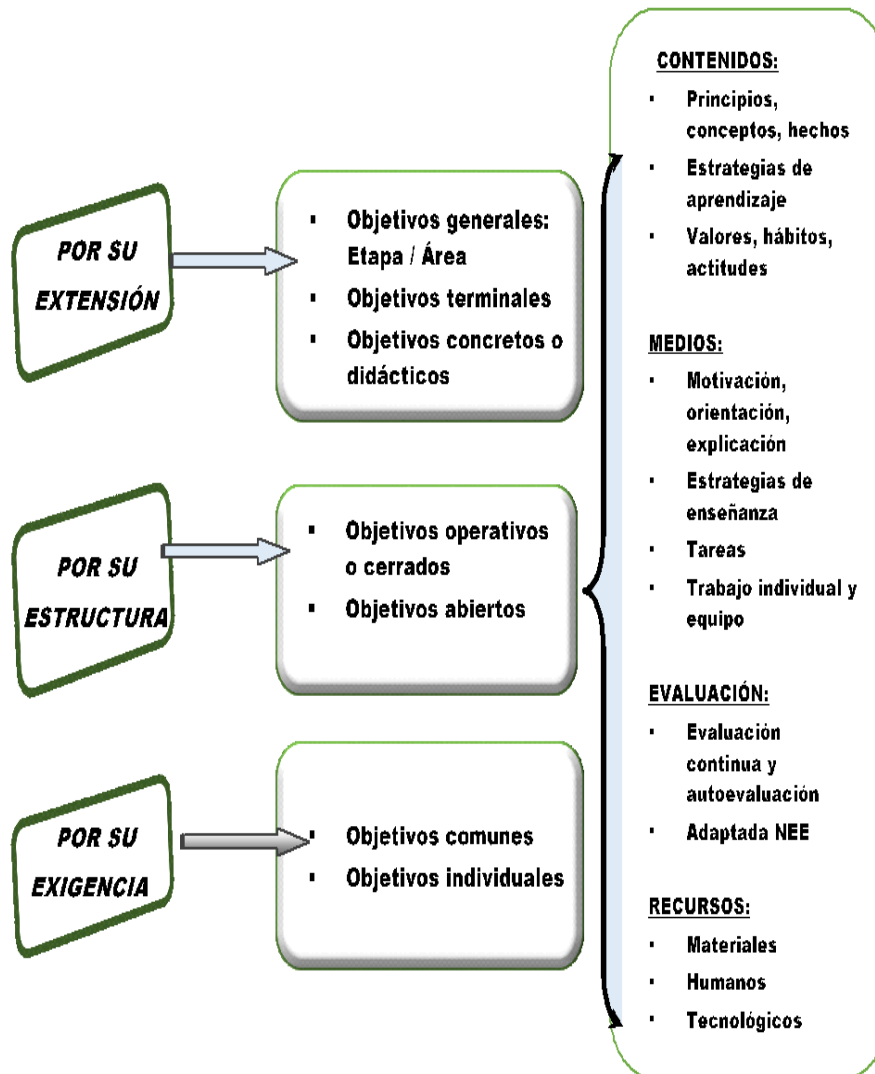 POR SU
EXTENSIÓN
▪ Objetivos generales:
Etapa / Área
▪ Objetivos terminales
▪ Objetivos concretos o
didácticos
POR SU
ESTRUCTURA
▪ Objetivos operativos
o cerrados
▪ Objetivos abiertos
POR SU
EXIGENCIA
▪ Objetivos comunes
▪ Objetivos individuales
CONTENIDOS:
▪ Principios,
conceptos, hechos
▪ Estrategias de
aprendizaje
▪ Valores, hábitos,
actitudes
MEDIOS:
▪ Motivación,
orientación,
explicación
▪ Estrategias de
enseñanza
▪ Tareas
▪ Trabajo individual y
equipo
EVALUACIÓN:
▪ Evaluación
continua y
autoevaluación
▪ Adaptada NEE
RECURSOS:
▪ Materiales
▪ Humanos
▪ Tecnológicos